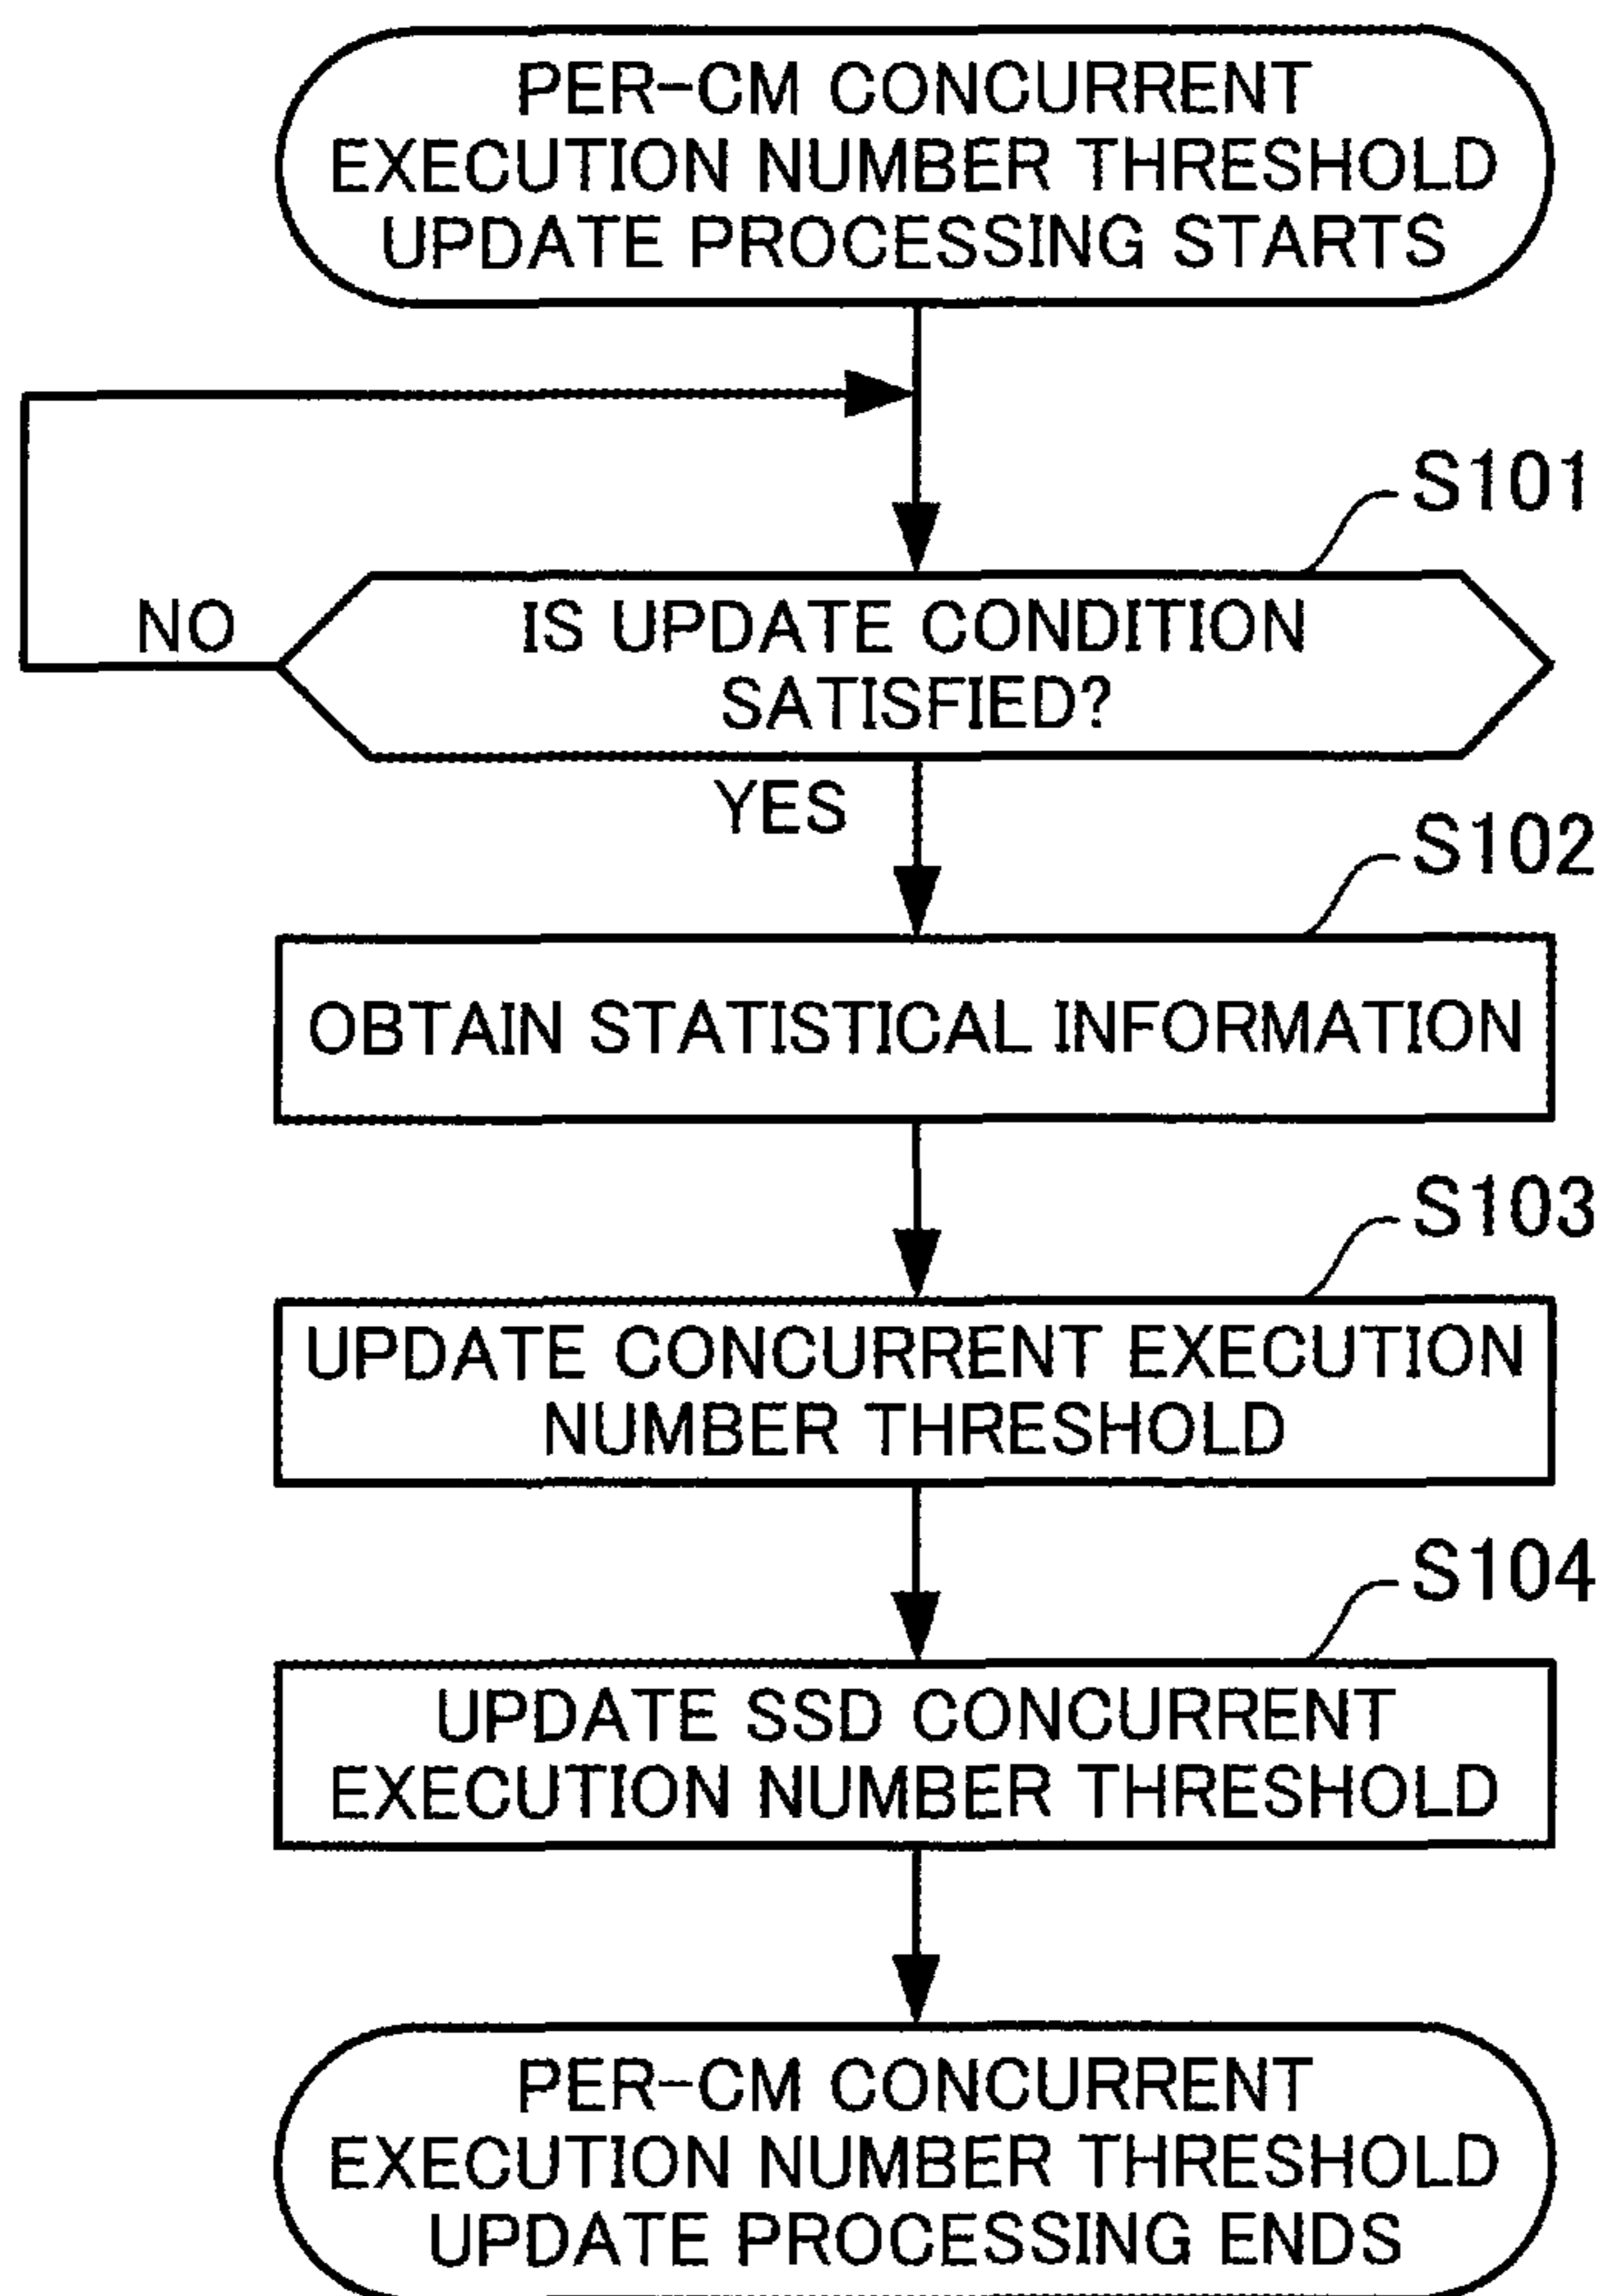 PER-CM CONCURRENT
EXECUTION NUMBER THRESHOLD
UPDATE PROCESSING STARTS
S101
NO
IS UPDATE CONDITION
SATISFIED?
YES
S102
OBTAIN STATISTICAL INFORMATION
S103
UPDATE CONCURRENT EXECUTION
NUMBER THRESHOLD
S104
UPDATE SSD CONCURRENT
EXECUTION NUMBER THRESHOLD
PER-CM CONCURRENT
EXECUTION NUMBER THRESHOLD
UPDATE PROCESSING ENDS